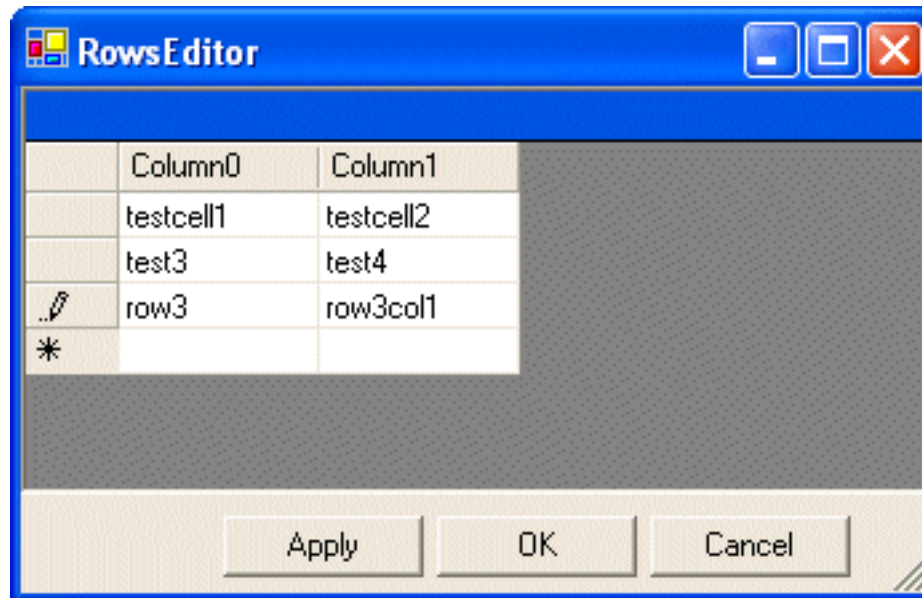 RowsEditor
Column0 Column1
testcell1 testcell2
test3 test4
row3 row3col1
Apply OK Cancel